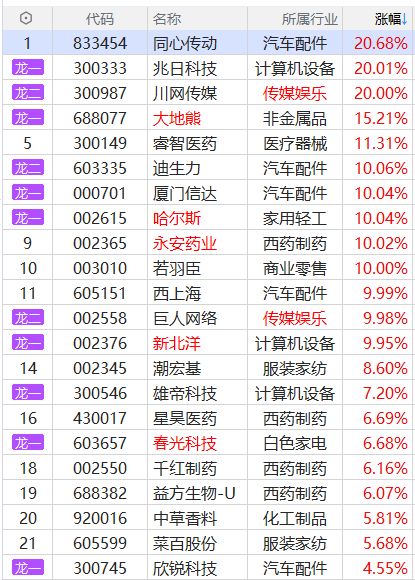 代码 名称 所属行业 涨幅↓
1 833454 同心传动 汽车配件 20.68%
龙一 300333 兆日科技 计算机设备 20.01%
龙二 300987 川网传媒 传媒娱乐 20.00%
龙一 688077 大地熊 非金属品 15.21%
5 300149 睿智医药 医疗器械 11.31%
龙二 603335 迪生力 汽车配件 10.06%
龙一 000701 厦门信达 汽车配件 10.04%
龙一 002615 哈尔斯 家用轻工 10.04%
9 002365 永安药业 西药制药 10.02%
10 003010 若羽臣 商业零售 10.00%
11 605151 西上海 汽车配件 9.99%
龙二 002558 巨人网络 传媒娱乐 9.98%
龙一 002376 新北洋 计算机设备 9.95%
14 002345 潮宏基 服装家纺 8.60%
龙一 300546 雄帝科技 计算机设备 7.20%
16 430017 星昊医药 西药制药 6.69%
龙一 603657 春光科技 白色家电 6.68%
18 002550 千红制药 西药制药 6.16%
19 688382 益方生物-U 西药制药 6.07%
20 920016 中草香料 化工制品 5.81%
21 605599 菜百股份 服装家纺 5.68%
龙一 300745 欣锐科技 汽车配件 4.55%